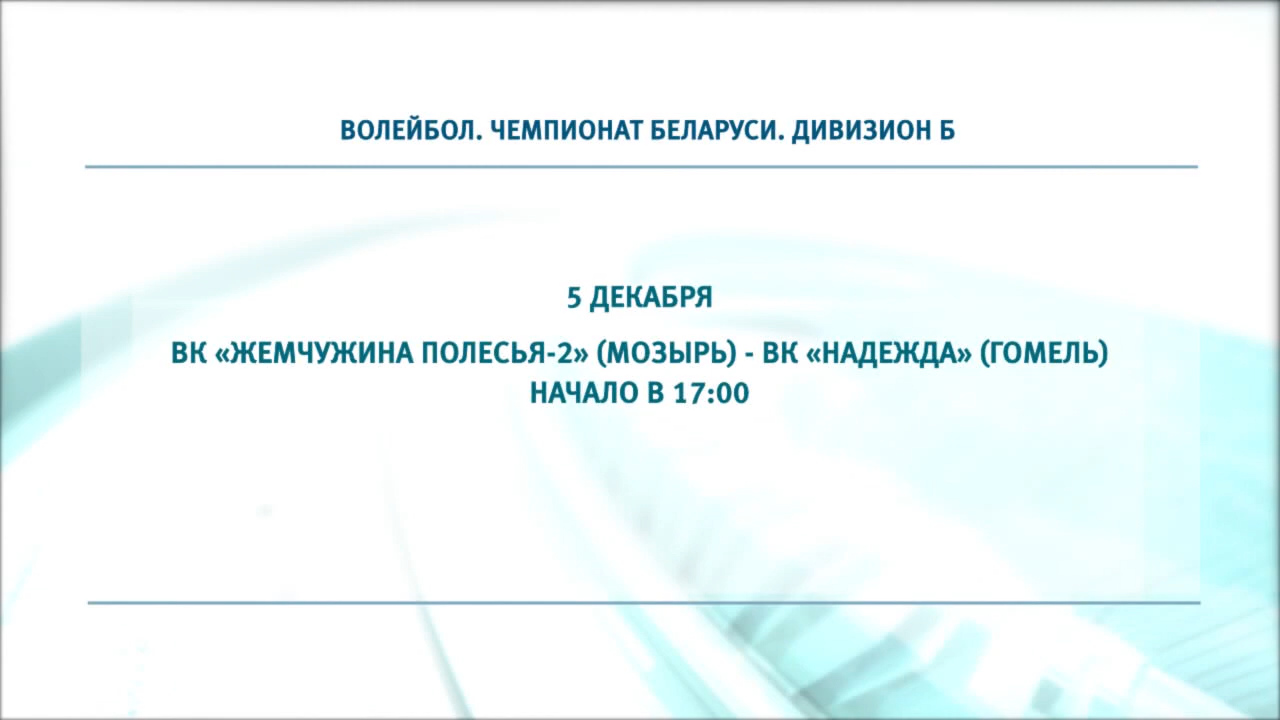 ВОЛЕЙБОЛ. ЧЕМПИОНАТ БЕЛАРУСИ. ДИВИЗИОН Б
5 ДЕКАБРЯ
ВК «ЖЕМЧУЖИНА ПОЛЕСЬЯ-2» (МОЗЫРЬ) - ВК «НАДЕЖДА» (ГОМЕЛЬ)
НАЧАЛО В 17:00